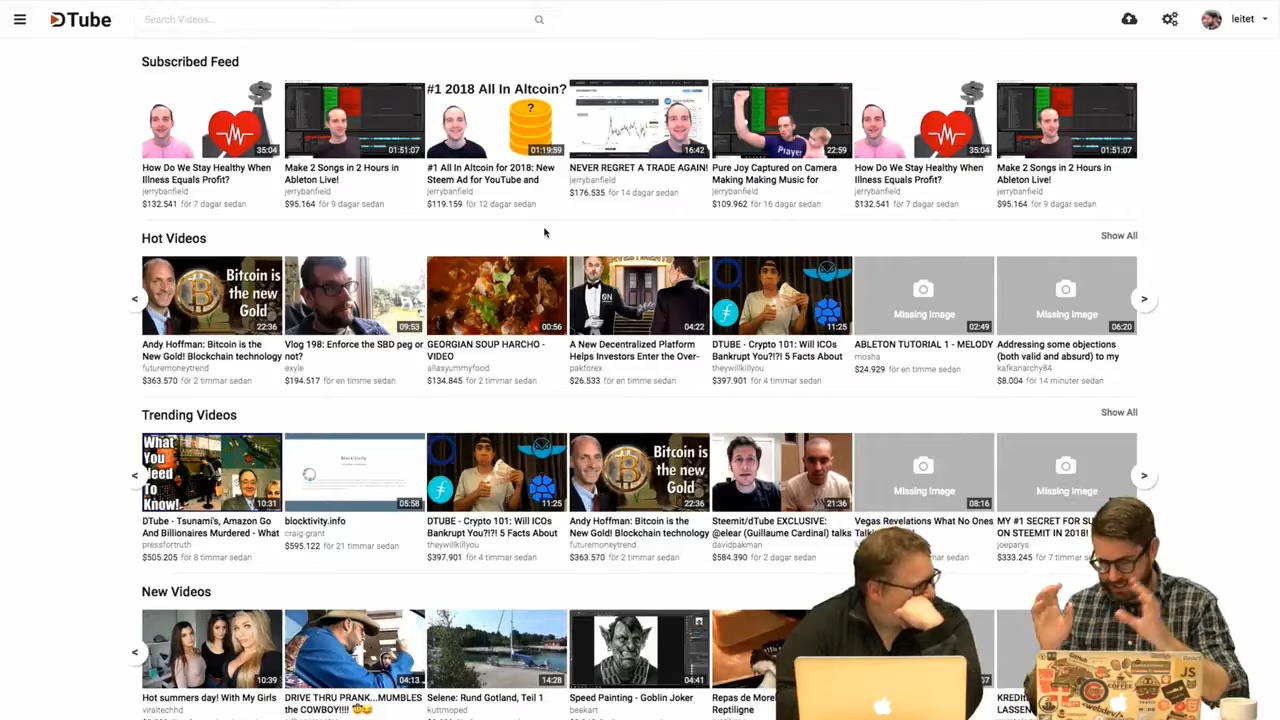 DTube
Search Videos...
leitet
Subscribed Feed
35:04
How Do We Stay Healthy When
Illness Equals Profit?
jerrybanfield
$132.541 för 7 dagar sedan
01:51:07
Make 2 Songs in 2 Hours in
Ableton Live!
jerrybanfield
$95.164 för 9 dagar sedan
#1 2018 All In Altcoin?
?
01:19:59
#1 All In Altcoin for 2018: New
Steem Ad for YouTube and
jerrybanfield
$119.159 för 12 dagar sedan
16:42
NEVER REGRET A TRADE AGAIN!
jerrybanfield
$176.535 för 14 dagar sedan
Prayer
22:59
Pure Joy Captured on Camera
Making Making Music for
jerrybanfield
$109.962 för 16 dagar sedan
35:04
How Do We Stay Healthy When
Illness Equals Profit?
jerrybanfield
$132.541 för 7 dagar sedan
01:51:07
Make 2 Songs in 2 Hours in
Ableton Live!
jerrybanfield
$95.164 för 9 dagar sedan
Hot Videos
Show All
<
Bitcoin is
the new
Gold
22:36
Andy Hoffman: Bitcoin is the
New Gold! Blockchain technology
futuremoneytrend
$363.570 för 2 timmar sedan
09:53
Vlog 198: Enforce the SBD peg or
not?
exyle
$194.517 för en timme sedan
00:56
GEORGIAN SOUP HARCHO -
VIDEO
allasyummyfood
$134.845 för 2 timmar sedan
04:22
A New Decentralized Platform
Helps Investors Enter the Over-
pakforex
$26.533 för en timme sedan
11:25
DTUBE - Crypto 101: Will ICOs
Bankrupt You?!?! 5 Facts About
theywillkillyou
$397.901 för 4 timmar sedan
Missing Image
02:49
ABLETON TUTORIAL 1 - MELODY
mosha
$24.929 för en timme sedan
Missing Image
06:20
Addressing some objections
(both valid and absurd) to my
kafkanarchy84
$8.004 för 14 minuter sedan
>
Trending Videos
Show All
<
What
You
Need
To
Know!
10:31
DTube - Tsunami's, Amazon Go
And Billionaires Murdered - What
pressfortruth
$505.205 för 8 timmar sedan
Blocktivity
05:58
blocktivity.info
craig-grant
$595.122 för 21 timmar sedan
11:25
DTUBE - Crypto 101: Will ICOs
Bankrupt You?!?! 5 Facts About
theywillkillyou
$397.901 för 4 timmar sedan
Bitcoin is
the new
Gold
22:36
Andy Hoffman: Bitcoin is the
New Gold! Blockchain technology
futuremoneytrend
$363.570 för 2 timmar sedan
21:36
Steemit/dTube EXCLUSIVE:
@elear (Guillaume Cardinal) talks
davidpakman
$584.390 för 2 dagar sedan
Missing Image
08:16
Vegas Revelations What No Ones
Missing Image
MY #1 SECRET FOR
ON STEEMIT IN 2018!
joeparys
$333.245 för 7 timmar
>
New Videos
<
10:39
Hot summers day! With My Girls
viraltechhd
04:13
DRIVE THRU PRANK...MUMBLES
the COWBOY!!!! 🤠🤠
14:28
Selene: Rund Gotland, Teil 1
kuttmoped
04:41
Speed Painting - Goblin Joker
beekart
Repas de
Reptiligne
JS
COFFEE